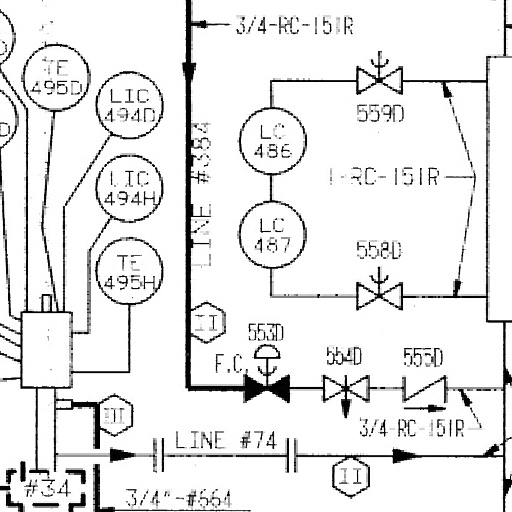 3/4-RC-151R
TE
495D
LIC
494D
559D
LC
486
LINE #384
1-RC-151R
LIC
494H
LC
487
558D
TE
495H
II
553D
F.C.
554D
555D
III
3/4-RC-151R
LINE #74
II
#34
3/4"-#664